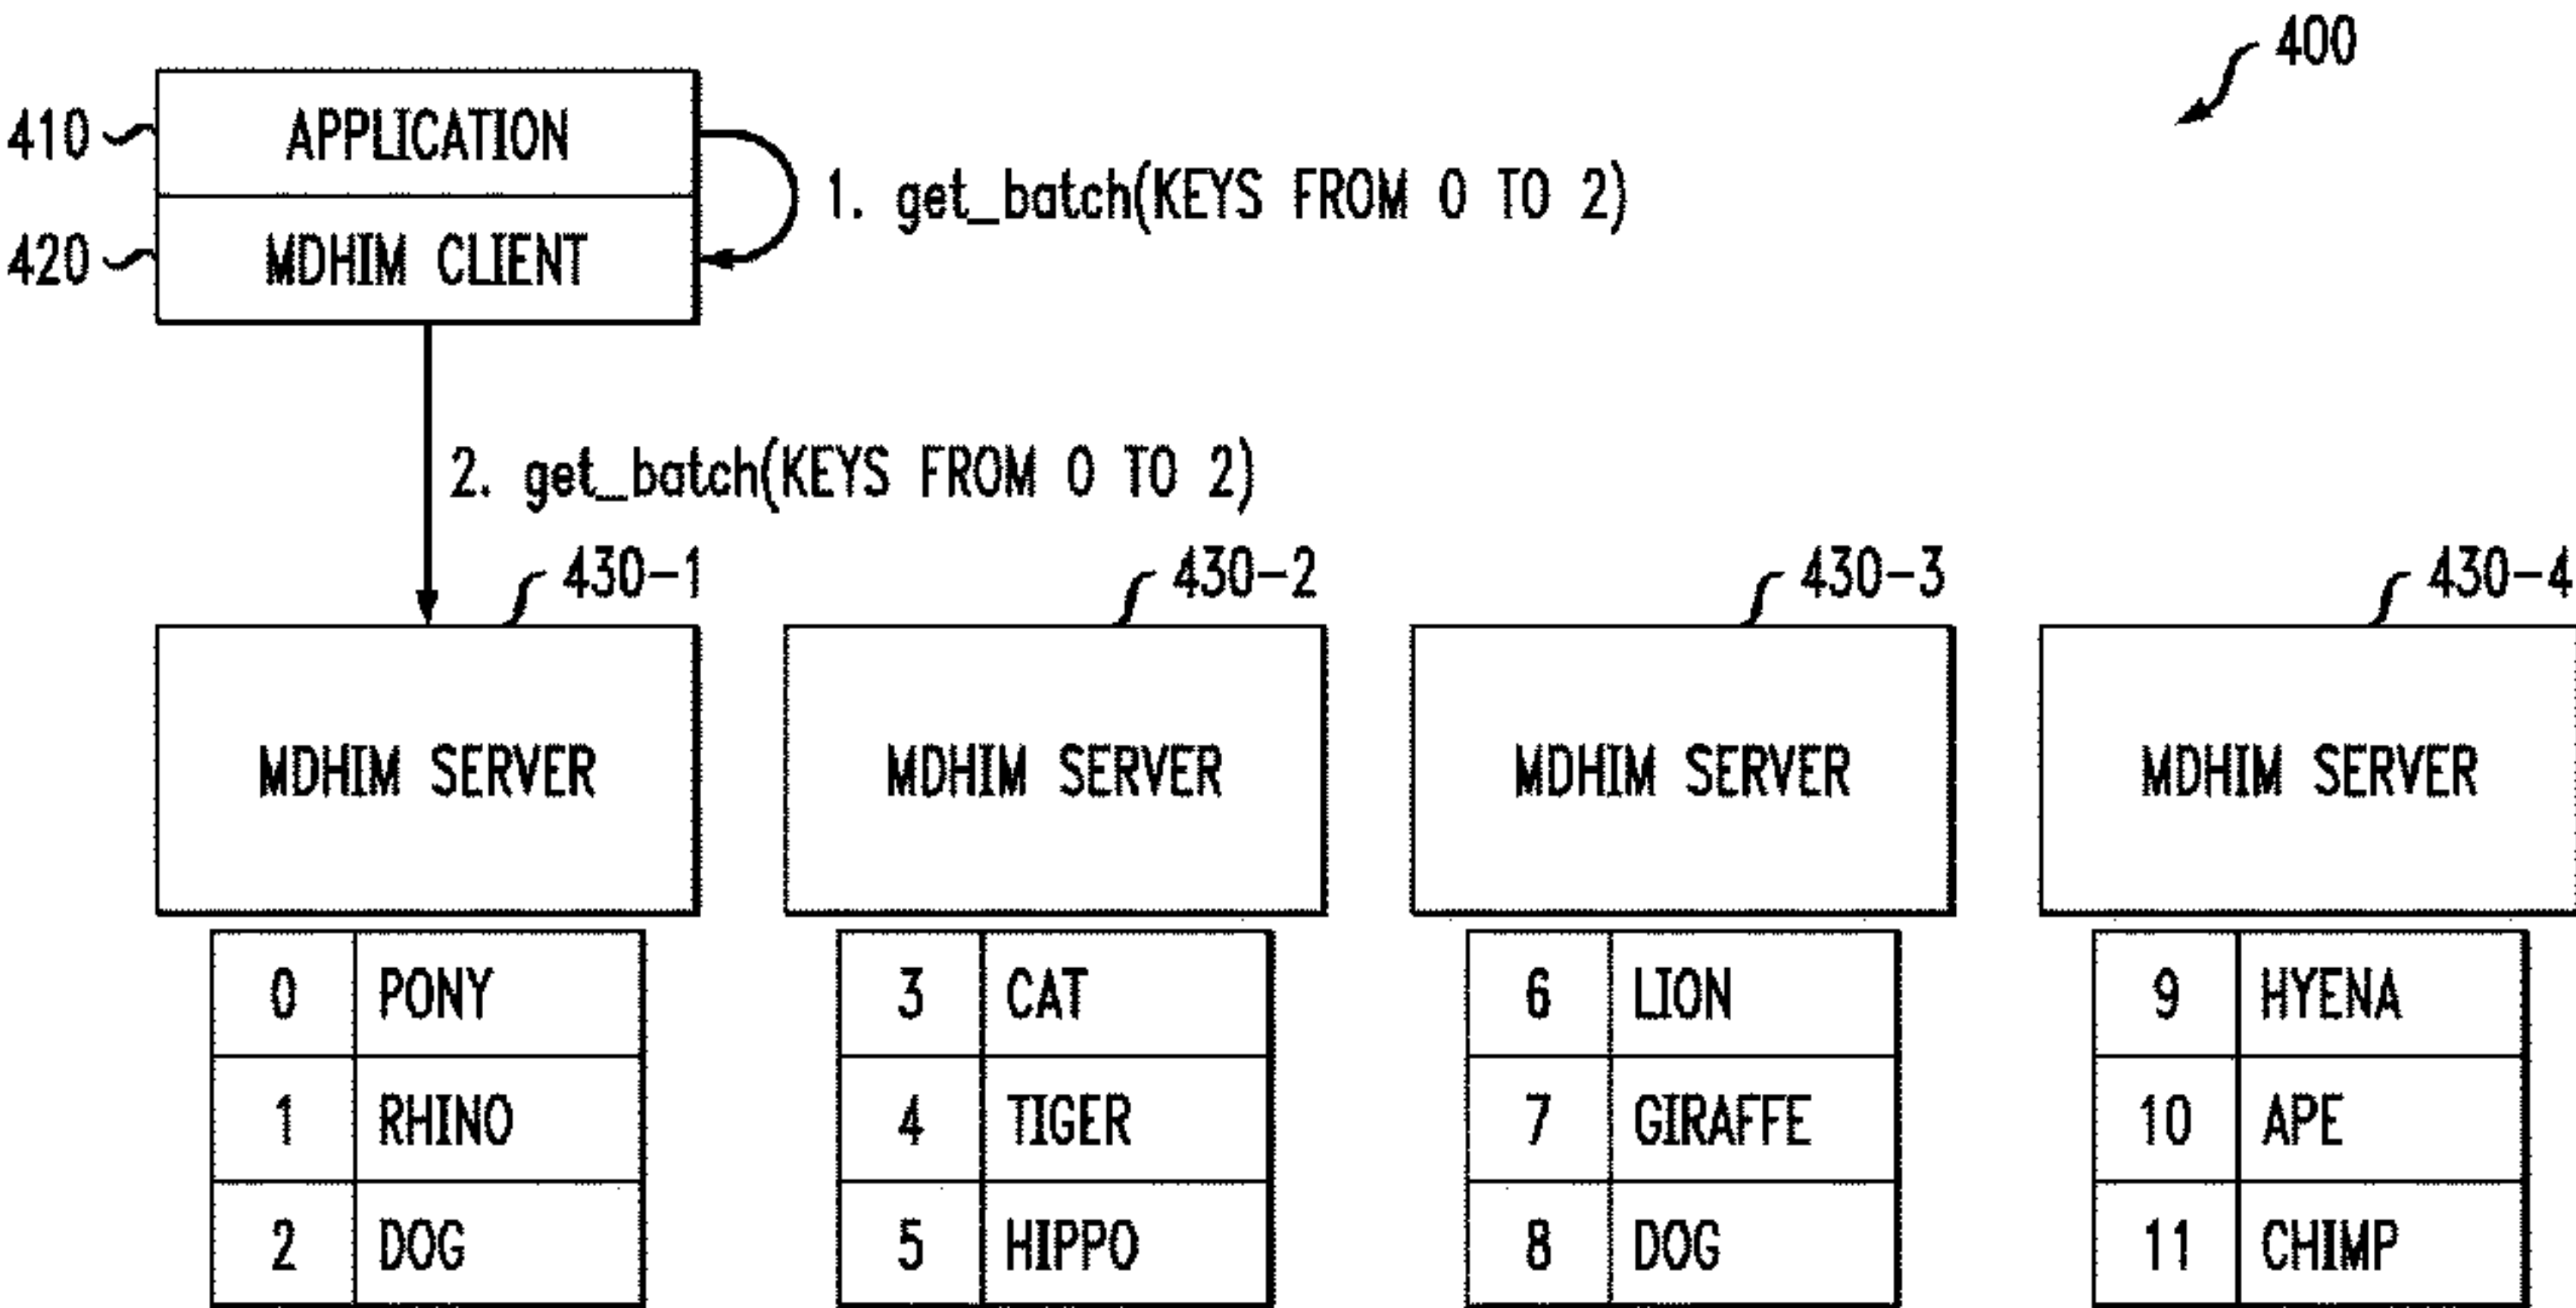 400
410 APPLICATION
1. get_batch(KEYS FROM 0 TO 2)
420 MDHIM CLIENT
2. get_batch(KEYS FROM 0 TO 2)
430-1 430-2 430-3 430-4
MDHIM SERVER MDHIM SERVER MDHIM SERVER MDHIM SERVER
0 PONY 3 CAT 6 LION 9 HYENA
1 RHINO 4 TIGER 7 GIRAFFE 10 APE
2 DOG 5 HIPPO 8 DOG 11 CHIMP